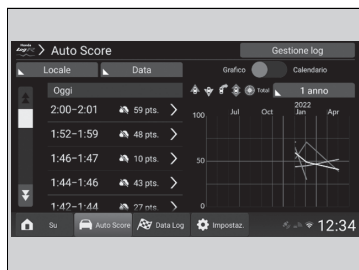 Honda
Log R
> Auto Score
Gestione log
Locale
Data
Grafico
Calendario
Oggi
Total
1 anno
2:00–2:01 59 pts. >
1:52–1:59 48 pts. >
1:46–1:47 10 pts. >
1:44–1:46 43 pts. >
1:42–1:44 27 pts.
2022
Jul Oct Jan Apr
100
50
0
Su
Auto Score
Data Log
Impostaz.
12:34